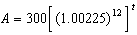 A = 300[(1.00225)^12]^t